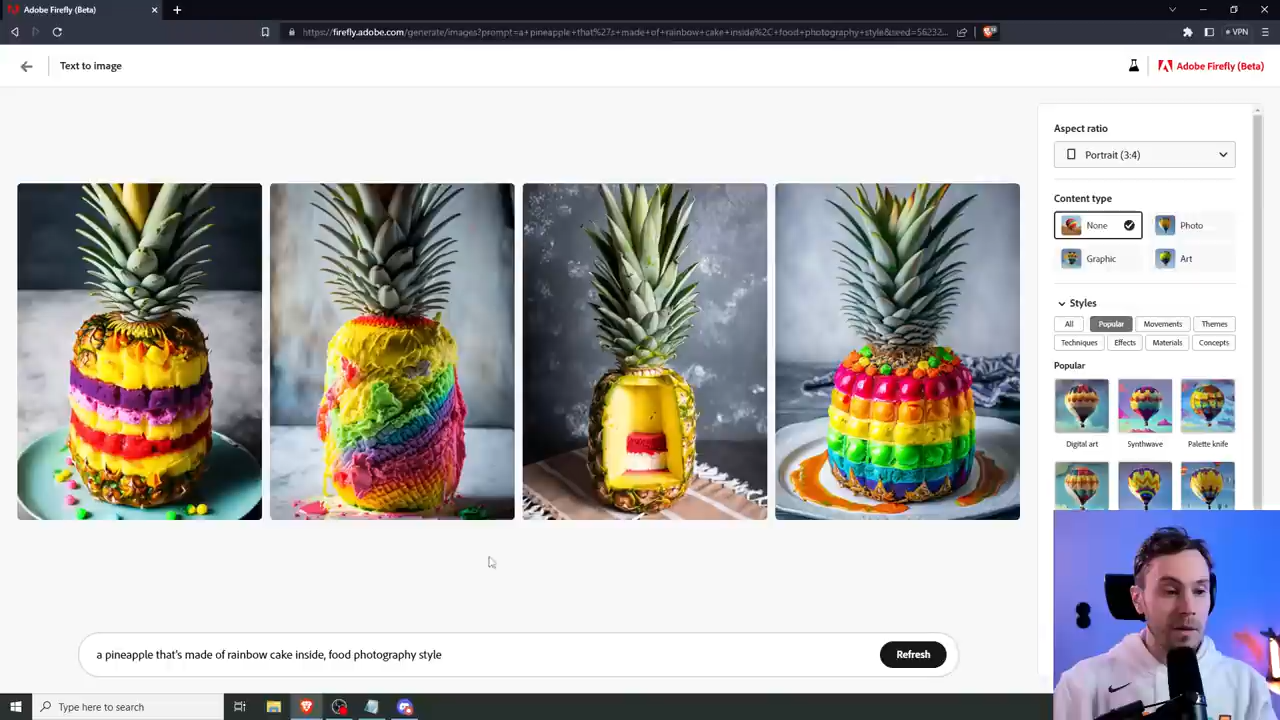 Adobe Firefly (Beta)
https://firefly.adobe.com/generate/images?prompt=a+pineapple+that%27s+made+of+rainbow+cake+inside%2C+food+photography+style&seed=56232...
VPN
Text to image
Adobe Firefly (Beta)
Aspect ratio
Portrait (3:4)
Content type
None
Photo
Graphic
Art
Styles
All
Popular
Movements
Themes
Techniques
Effects
Materials
Concepts
Popular
Digital art
Synthwave
Palette knife
a pineapple that's made of rainbow cake inside, food photography style
Refresh
Type here to search